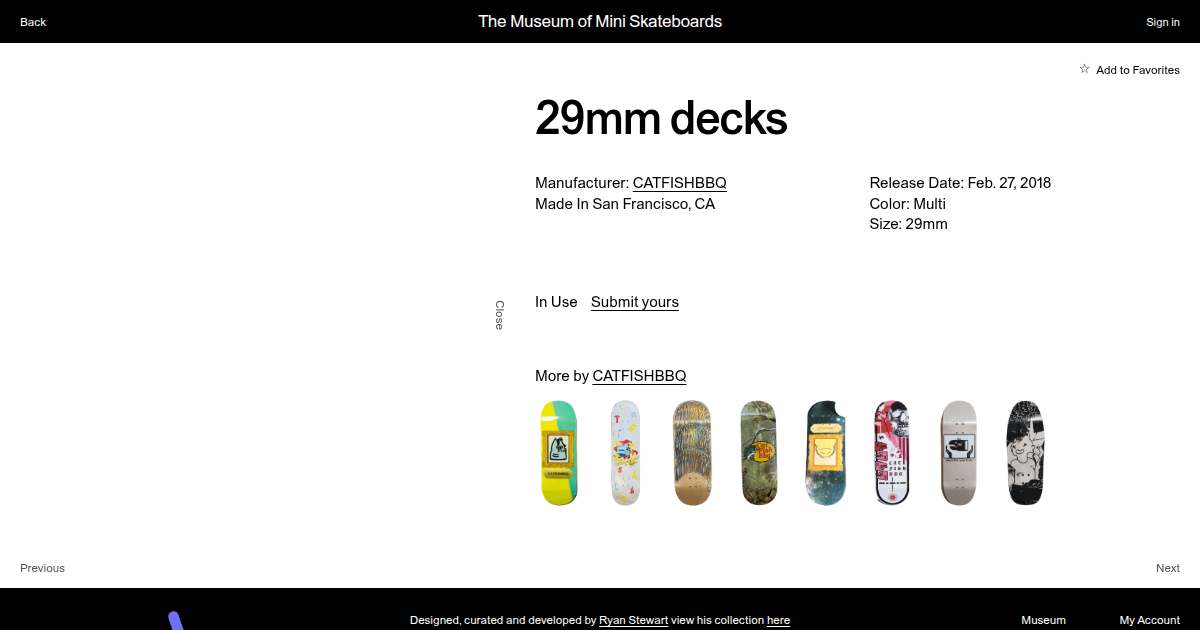 Back
The Museum of Mini Skateboards
Sign in
☆ Add to Favorites
29mm decks
Manufacturer: CATFISHBBQ
Made In San Francisco, CA
Release Date: Feb. 27, 2018
Color: Multi
Size: 29mm
Close
In Use Submit yours
More by CATFISHBBQ
Previous
Next
Designed, curated and developed by Ryan Stewart view his collection here
Museum
My Account